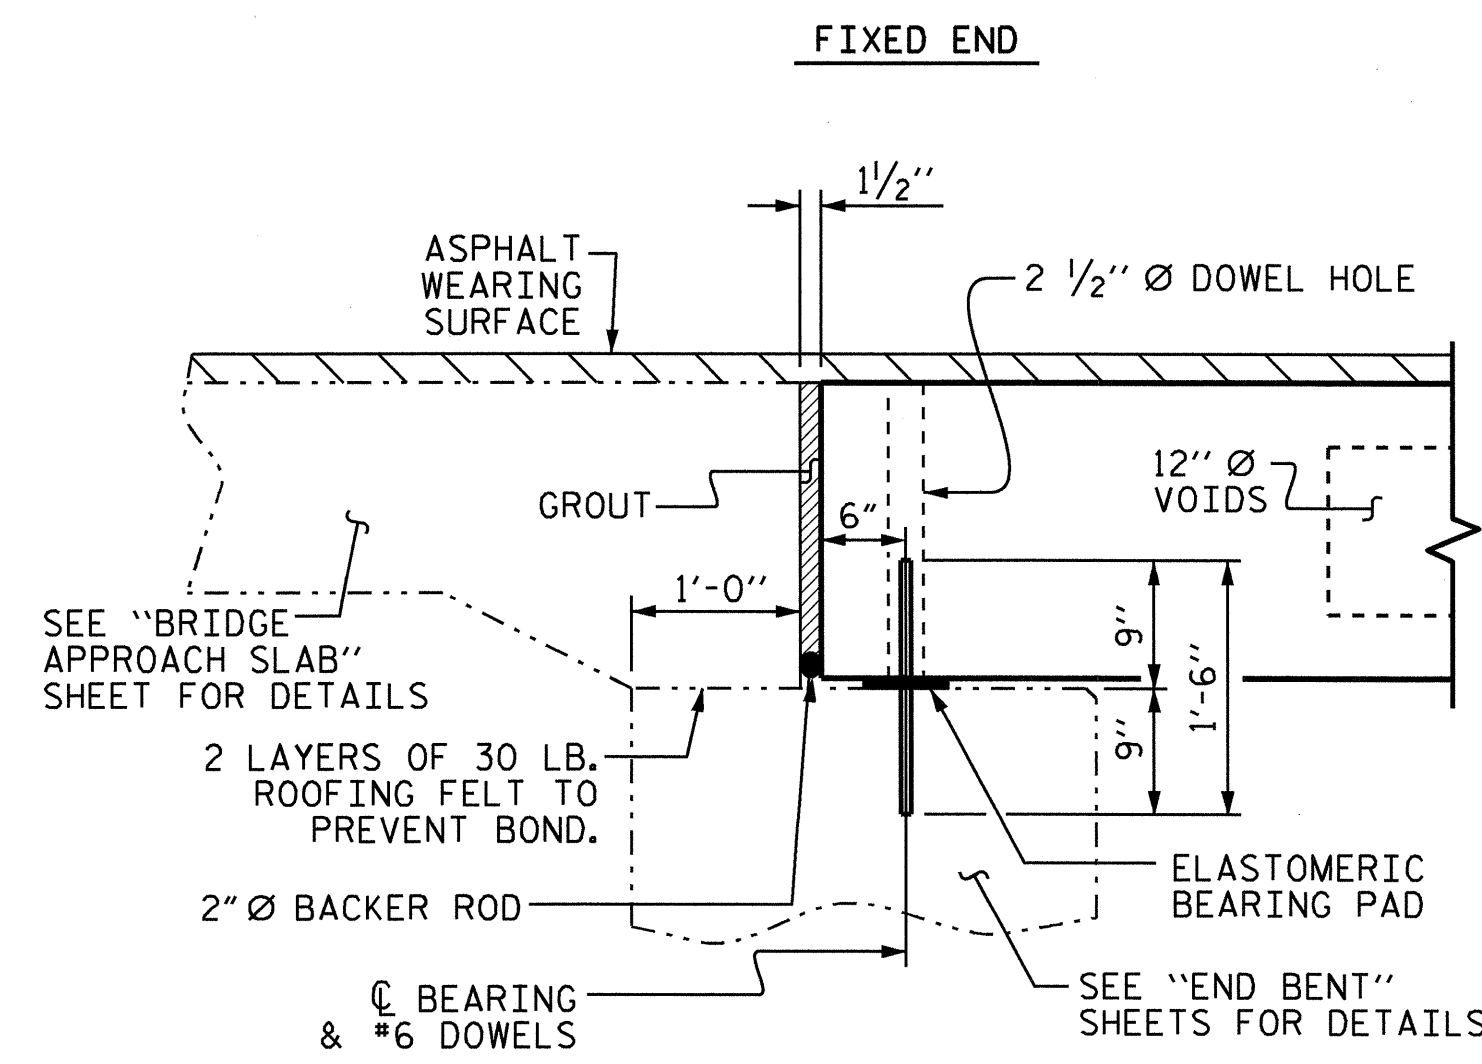 FIXED END
1 1/2"
ASPHALT
WEARING
SURFACE
2 1/2" Ø DOWEL HOLE
12" Ø
VOIDS
GROUT
6"
1'-0"
9"
1'-6"
9"
SEE "BRIDGE
APPROACH SLAB"
SHEET FOR DETAILS
2 LAYERS OF 30 LB.
ROOFING FELT TO
PREVENT BOND.
ELASTOMERIC
BEARING PAD
2" Ø BACKER ROD
℄ BEARING
& #6 DOWELS
SEE "END BENT"
SHEETS FOR DETAILS